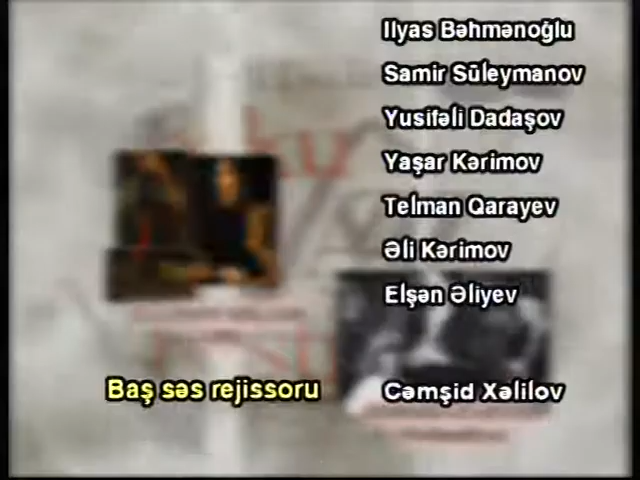 Ilyas Bəhmənoğlu
Samir Süleymanov
Yusifəli Dadaşov
Yaşar Kərimov
Telman Qarayev
Əli Kərimov
Elşən Əliyev
Baş səs rejissoru Cəmşid Xəlilov